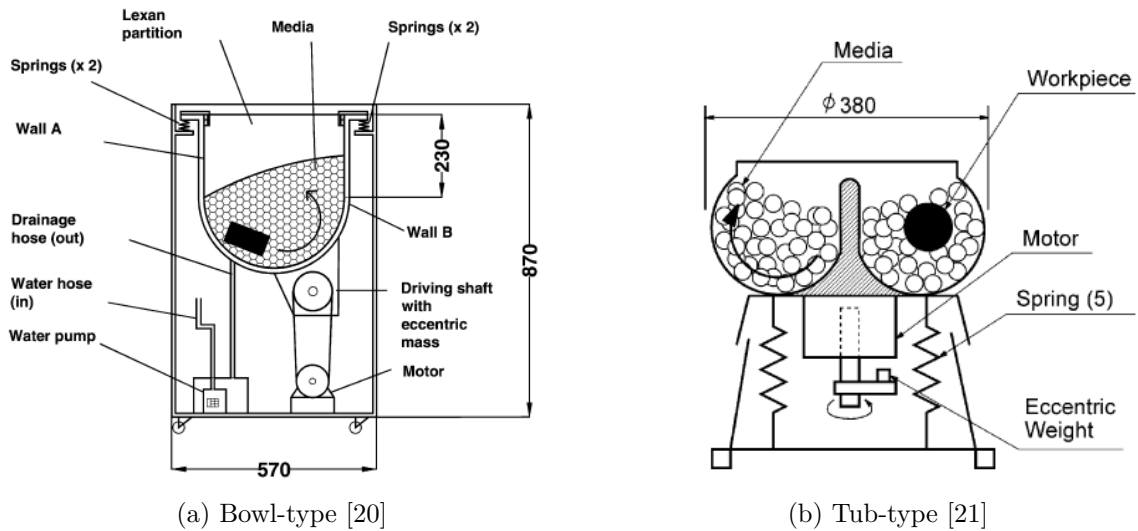 Lexan
partition
Media
Springs (x 2)
Springs (x 2)
Wall A
230
Drainage
hose (out)
Wall B
870
Water hose
(in)
Driving shaft
with
eccentric
mass
Water pump
Motor
570
(a) Bowl-type [20]
Media
Workpiece
ϕ 380
Motor
Spring (5)
Eccentric
Weight
(b) Tub-type [21]